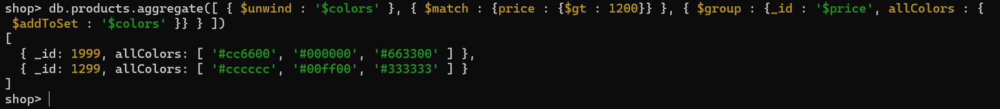 shop> db.products.aggregate([ { $unwind : '$colors' }, { $match : {price : {$gt : 1200}} }, { $group : {_id : '$price', allColors : {
$addToSet : '$colors' }} } ])
[
  { _id: 1999, allColors: [ '#cc6600', '#000000', '#663300' ] },
  { _id: 1299, allColors: [ '#cccccc', '#00ff00', '#333333' ] }
]
shop>